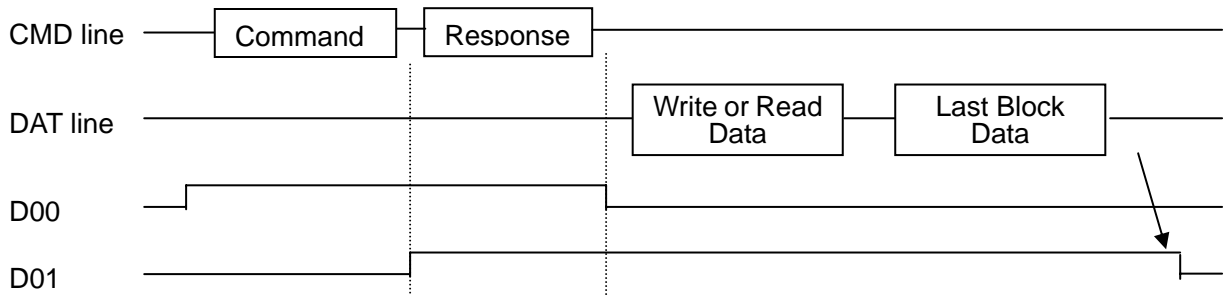 CMD line
Command
Response
DAT line
Write or Read
Data
Last Block
Data
D00
D01